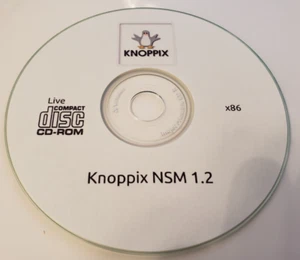 KNOPPIX
Live
COMPACT
disc
CD-ROM
x86
Knoppix NSM 1.2